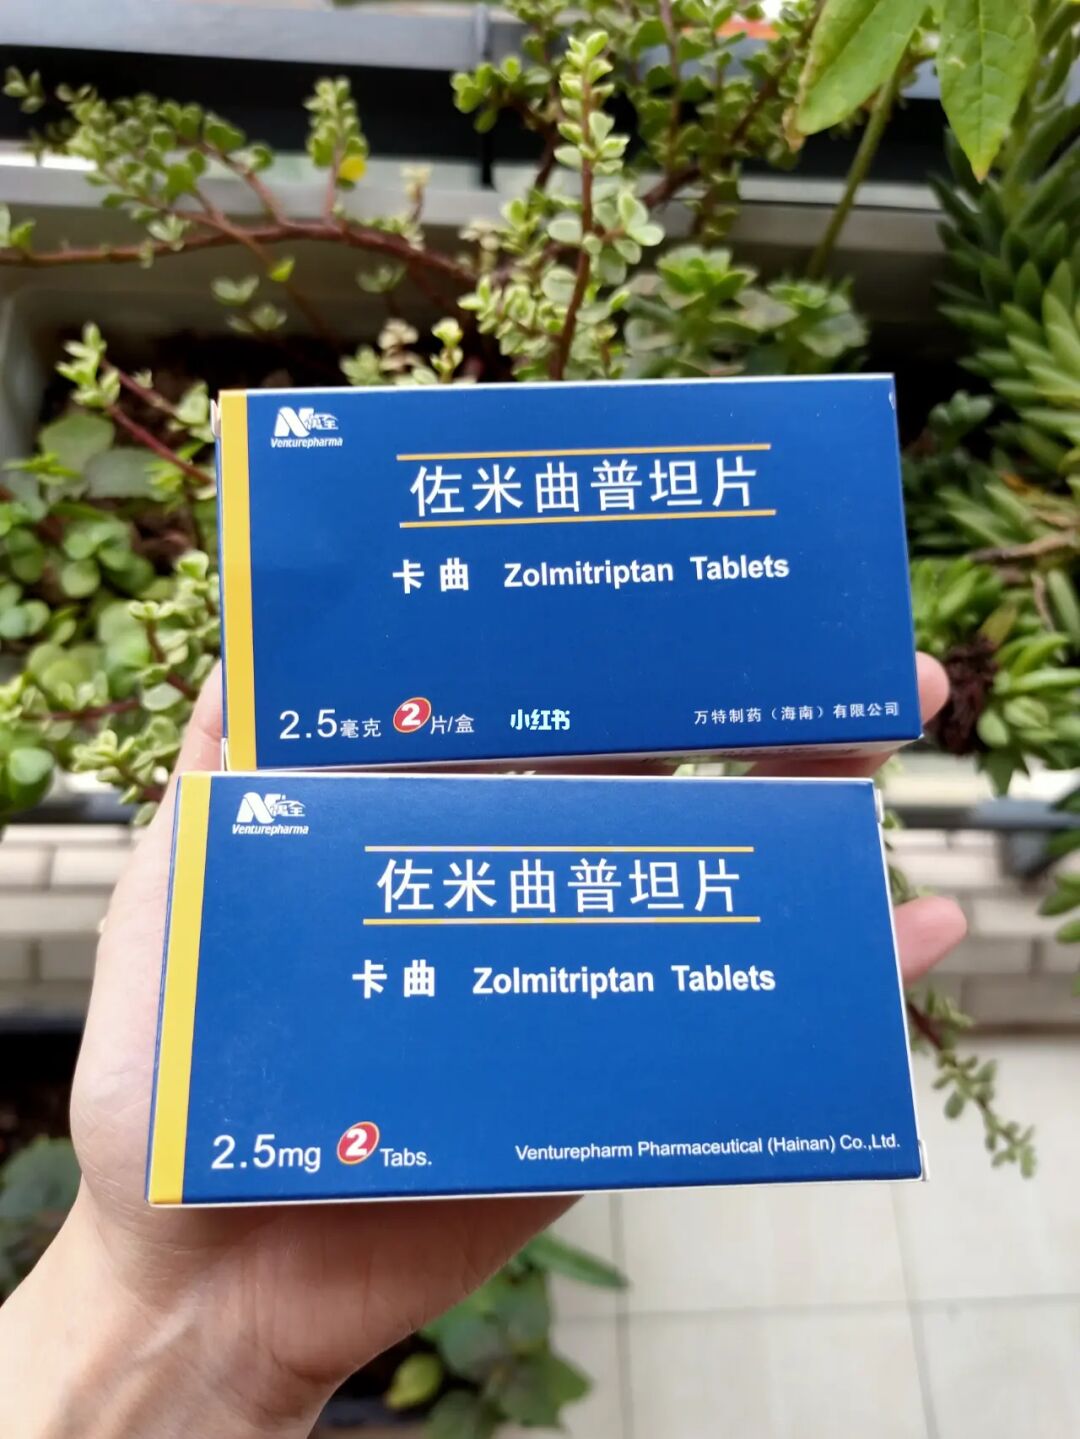 Venturepharma
佐米曲普坦片
卡曲 Zolmitriptan Tablets
2.5毫克 2片/盒
小红书
万特制药（海南）有限公司
Venturepharma
佐米曲普坦片
卡曲 Zolmitriptan Tablets
2.5mg 2 Tabs.
Venturepharm Pharmaceutical (Hainan) Co.,Ltd.